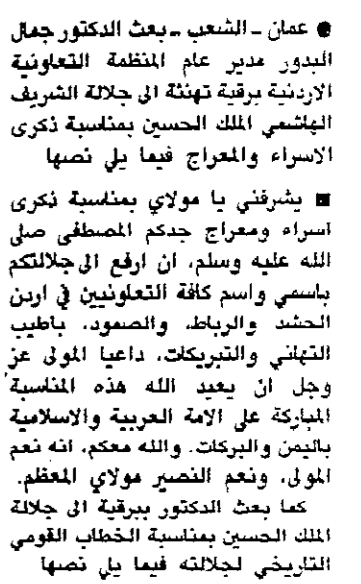 ● عمان ـ الشعب ـ بعث الدكتور جمال
البدور مدير عام المنظمة التعاونية
الاردنية برقية تهنئة الى جلالة الشريف
الهاشمي الملك الحسين بمناسبة ذكرى
الاسراء والمعراج فيما يلي نصها
■ يشرفني يا مولاي بمناسبة ذكرى
اسراء ومعراج جدكم المصطفى صلى
الله عليه وسلم، ان ارفع الى جلالتكم
باسمي واسم كافة التعاونيين في اردن
الحشد والرباط، والصمود، باطيب
التهاني والتبريكات، داعيا المولى عز
وجل ان يعيد الله هذه المناسبة
المباركة على الامة العربية والاسلامية
باليمن والبركات. والله معكم، انه نعم
المولى، ونعم النصير مولاي المعظم.
كما بعث الدكتور ببرقية الى جلالة
الملك الحسين بمناسبة الخطاب القومي
التاريخي لجلالته فيما يلي نصها